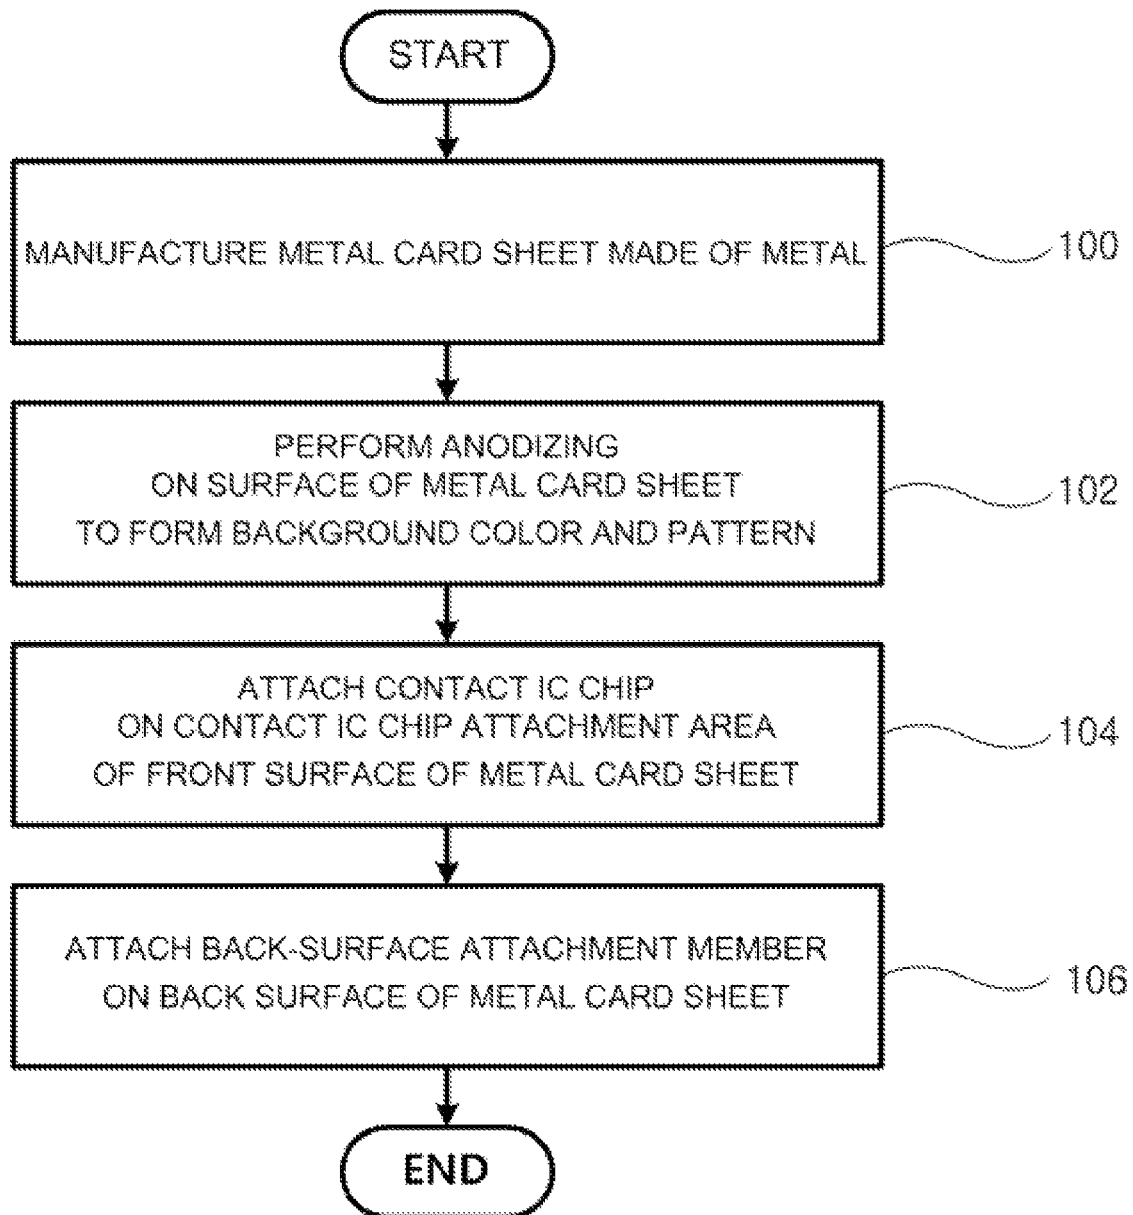 START
MANUFACTURE METAL CARD SHEET MADE OF METAL
100
PERFORM ANODIZING
ON SURFACE OF METAL CARD SHEET
TO FORM BACKGROUND COLOR AND PATTERN
102
ATTACH CONTACT IC CHIP
ON CONTACT IC CHIP ATTACHMENT AREA
OF FRONT SURFACE OF METAL CARD SHEET
104
ATTACH BACK-SURFACE ATTACHMENT MEMBER
ON BACK SURFACE OF METAL CARD SHEET
106
END